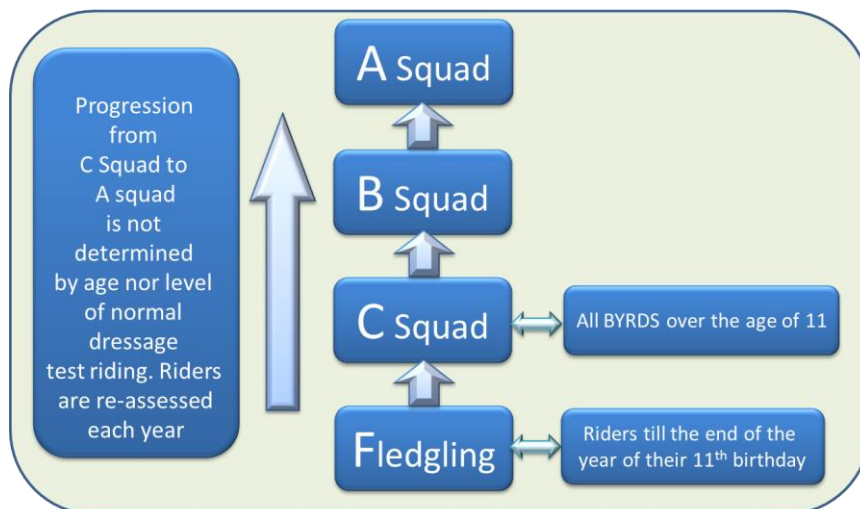 Progression
from
C Squad to
A squad
is not
determined
by age nor level
of normal
dressage
test riding. Riders
are re-assessed
each year
A Squad
B Squad
C Squad
All BYRDS over the age of 11
Fledgling
Riders till the end of the
year of their 11th birthday